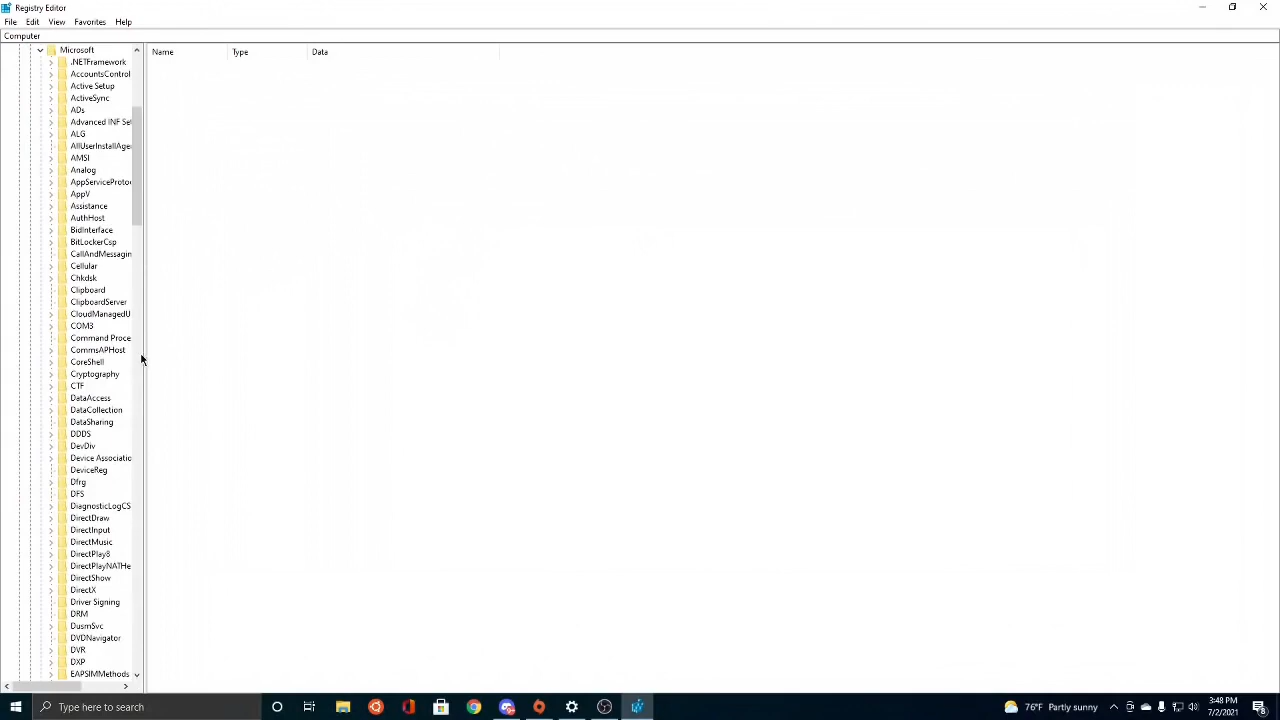 Registry Editor
File Edit View Favorites Help
Computer
Name Type Data
Microsoft
.NETFramework
AccountsControl
Active Setup
ActiveSync
ADs
Advanced INF Set
ALG
AllUserInstallAge
AMSI
Analog
AppServiceProto
AppV
Assistance
AuthHost
BidInterface
BitLockerCsp
CallAndMessagin
Cellular
Chkdsk
Clipboard
ClipboardServer
CloudManagedU
COM3
Command Proce
CommsAPHost
CoreShell
Cryptography
CTF
DataAccess
DataCollection
DataSharing
DDDS
DevDiv
Device Associatio
DeviceReg
Dfrg
DFS
DiagnosticLogCS
DirectDraw
DirectInput
DirectMusic
DirectPlay8
DirectPlayNATHe
DirectShow
DirectX
Driver Signing
DRM
DusmSvc
DVDNavigator
DVR
DXP
EAPSIMMethods
Type here to search
76°F Partly sunny
3:48 PM
7/2/2021
8